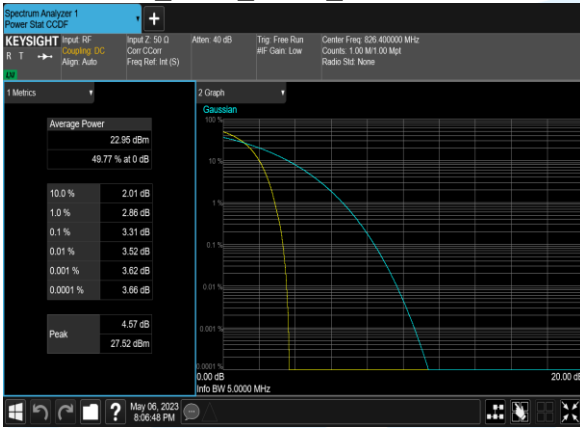 Spectrum Analyzer 1
Power Stat CCDF
+
KEYSIGHT
R T
LU
Input: RF
Coupling: DC
Align: Auto
Input Z: 50 Ω
Corr CCorr
Freq Ref: Int (S)
Atten: 40 dB
Trig: Free Run
#IF Gain: Low
Center Freq: 826.400000 MHz
Counts: 1.00 M/1.00 Mpt
Radio Std: None
1 Metrics
Average Power
22.95 dBm
49.77 % at 0 dB
10.0 % 2.01 dB
1.0 % 2.86 dB
0.1 % 3.31 dB
0.01 % 3.52 dB
0.001 % 3.62 dB
0.0001 % 3.66 dB
Peak
4.57 dB
27.52 dBm
2 Graph
Gaussian
100 %
10 %
1 %
0.1 %
0.01 %
0.001 %
0.0001 %
0.00 dB
20.00 dB
Info BW 5.0000 MHz
?
May 06, 2023
8:06:48 PM